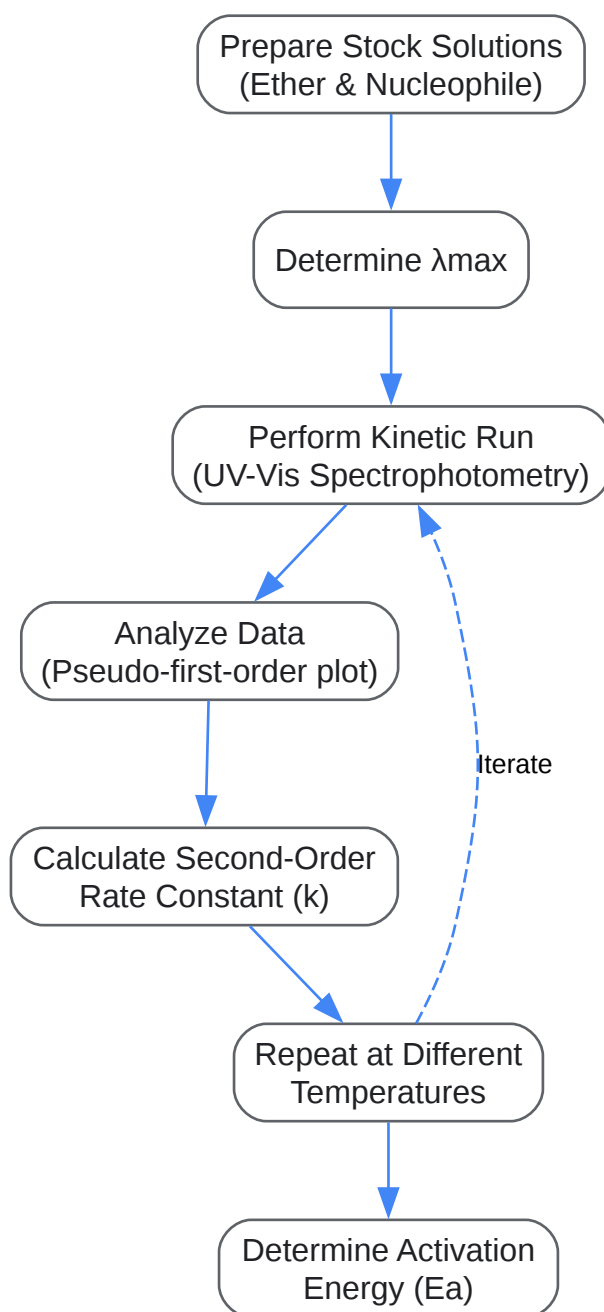 Prepare Stock Solutions
(Ether & Nucleophile)
Determine λmax
Perform Kinetic Run
(UV-Vis Spectrophotometry)
Analyze Data
(Pseudo-first-order plot)
Iterate
Calculate Second-Order
Rate Constant (k)
Repeat at Different
Temperatures
Determine Activation
Energy (Ea)